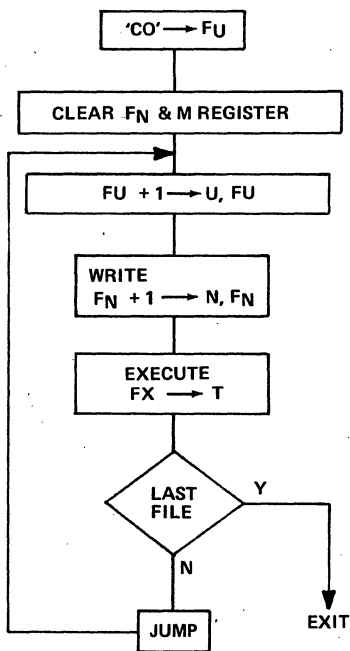 'CO' → FU
CLEAR FN & M REGISTER
FU + 1 → U, FU
WRITE
FN + 1 → N, FN
EXECUTE
FX → T
LAST
FILE
Y
N
EXIT
JUMP